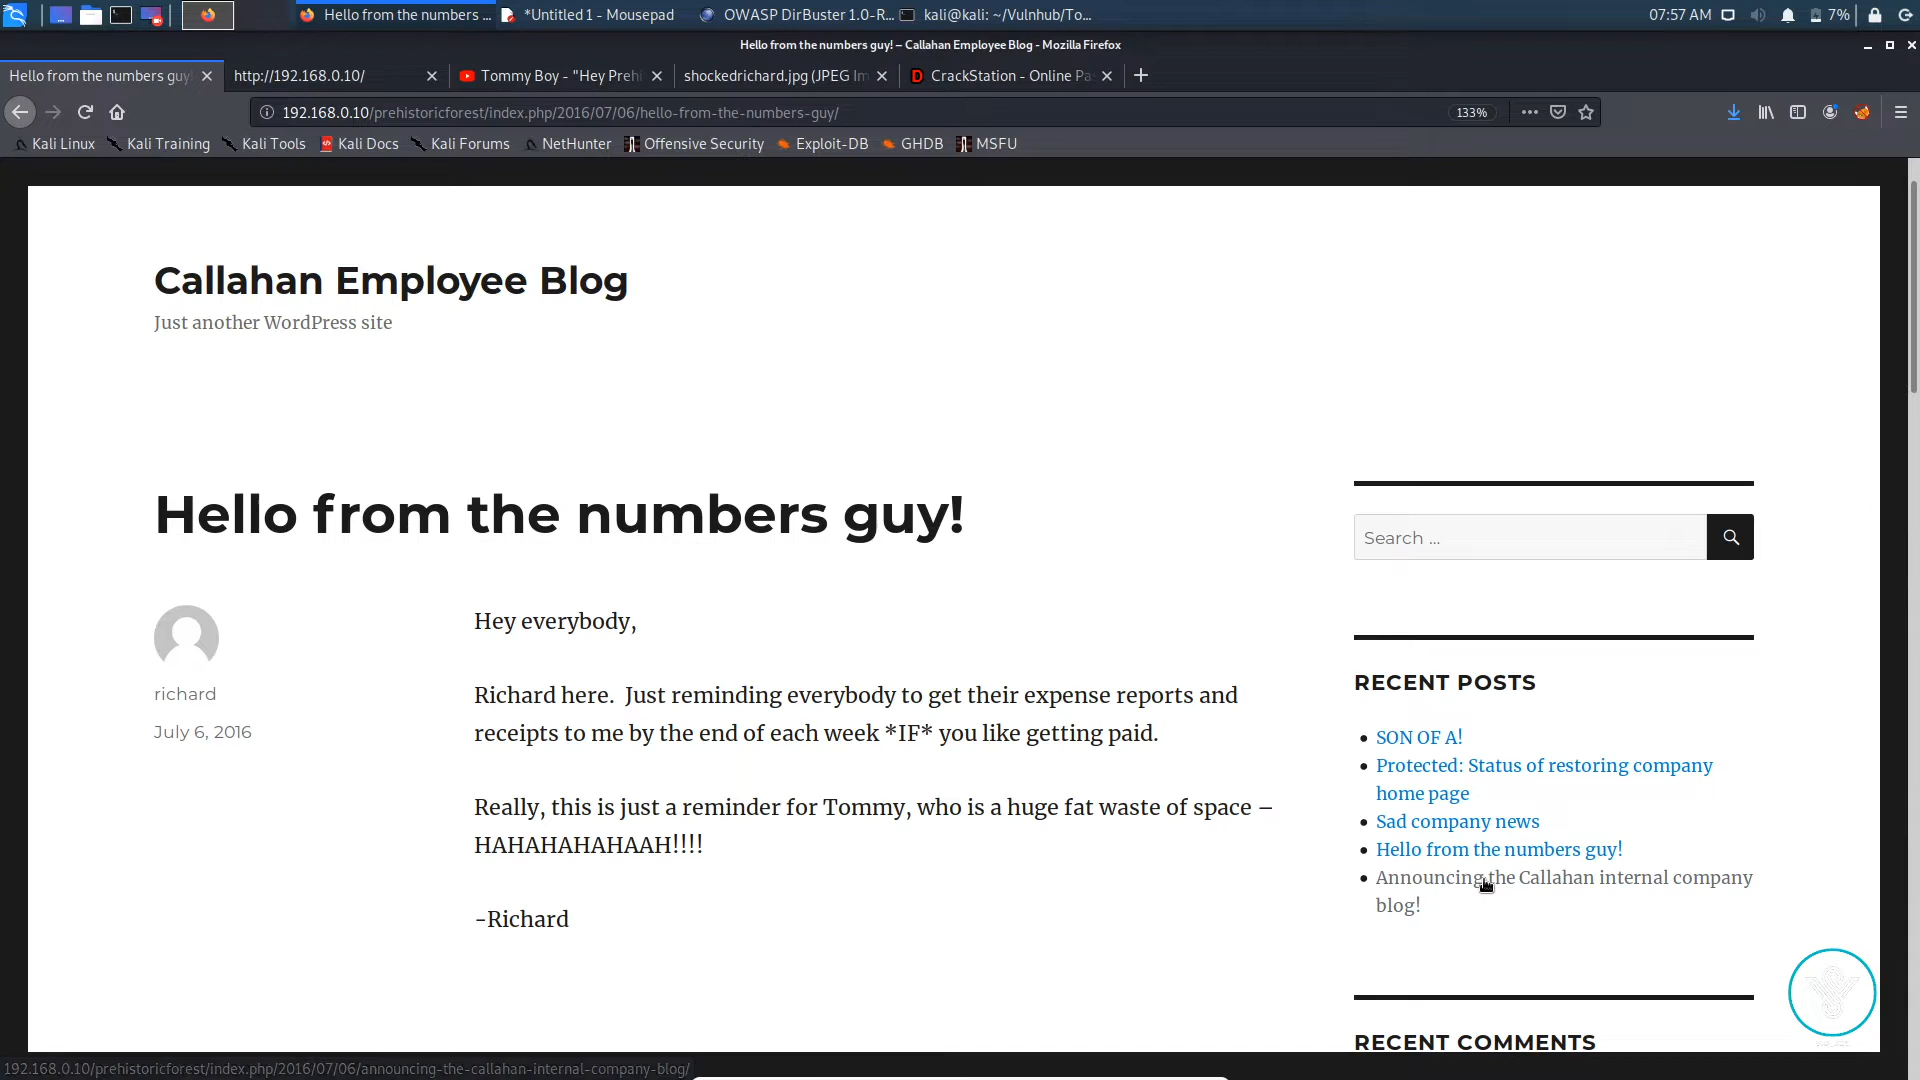 Hello from the numbers ...
*Untitled 1 - Mousepad
OWASP DirBuster 1.0-R...
kali@kali: ~/Vulnhub/To...
07:57 AM
7%
Hello from the numbers guy! – Callahan Employee Blog - Mozilla Firefox
Hello from the numbers guy
http://192.168.0.10/
Tommy Boy - "Hey Prehi
shockedrichard.jpg (JPEG Im
CrackStation - Online Pa
192.168.0.10/prehistoricforest/index.php/2016/07/06/hello-from-the-numbers-guy/
133%
Kali Linux
Kali Training
Kali Tools
Kali Docs
Kali Forums
NetHunter
Offensive Security
Exploit-DB
GHDB
MSFU
Callahan Employee Blog
Just another WordPress site
Hello from the numbers guy!
richard
July 6, 2016
Hey everybody,
Richard here.  Just reminding everybody to get their expense reports and
receipts to me by the end of each week *IF* you like getting paid.
Really, this is just a reminder for Tommy, who is a huge fat waste of space –
HAHAHAHAHAAH!!!!
-Richard
Search …
RECENT POSTS
SON OF A!
Protected: Status of restoring company
home page
Sad company news
Hello from the numbers guy!
Announcing the Callahan internal company
blog!
RECENT COMMENTS
192.168.0.10/prehistoricforest/index.php/2016/07/06/announcing-the-callahan-internal-company-blog/